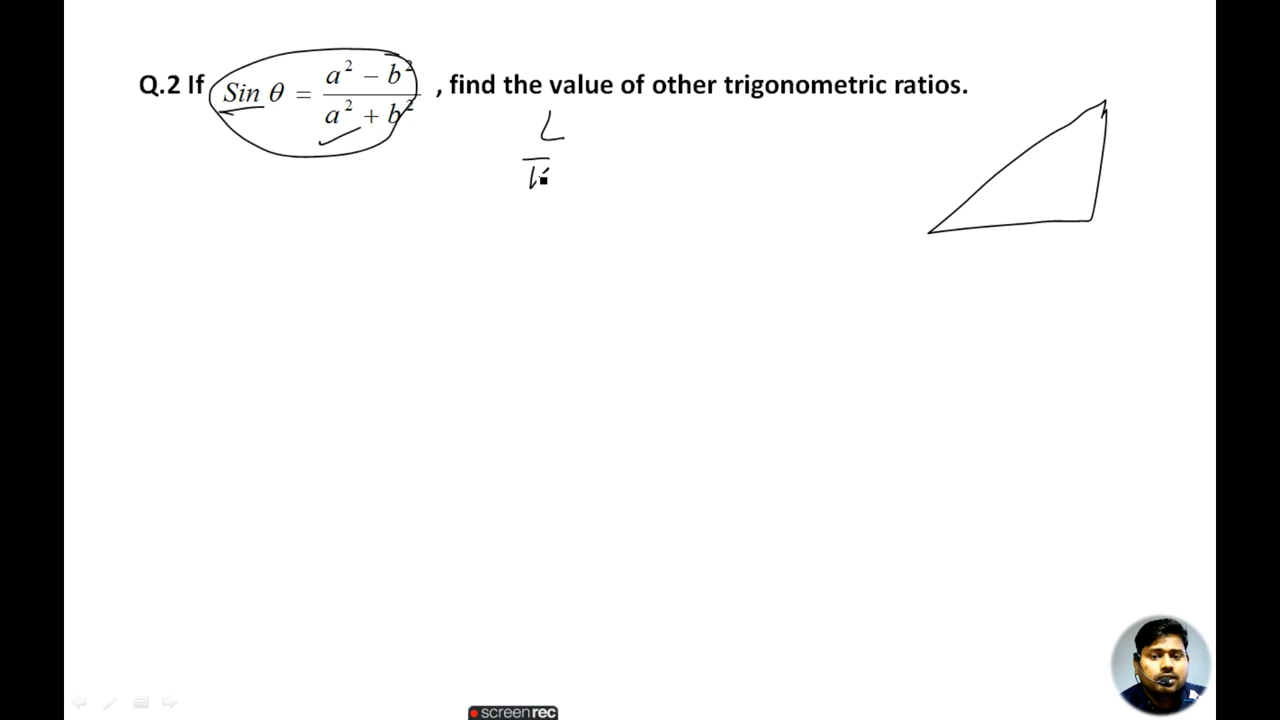 Q.2 If Sin θ = (a² − b²)/(a² + b²) , find the value of other trigonometric ratios.
L
screenrec